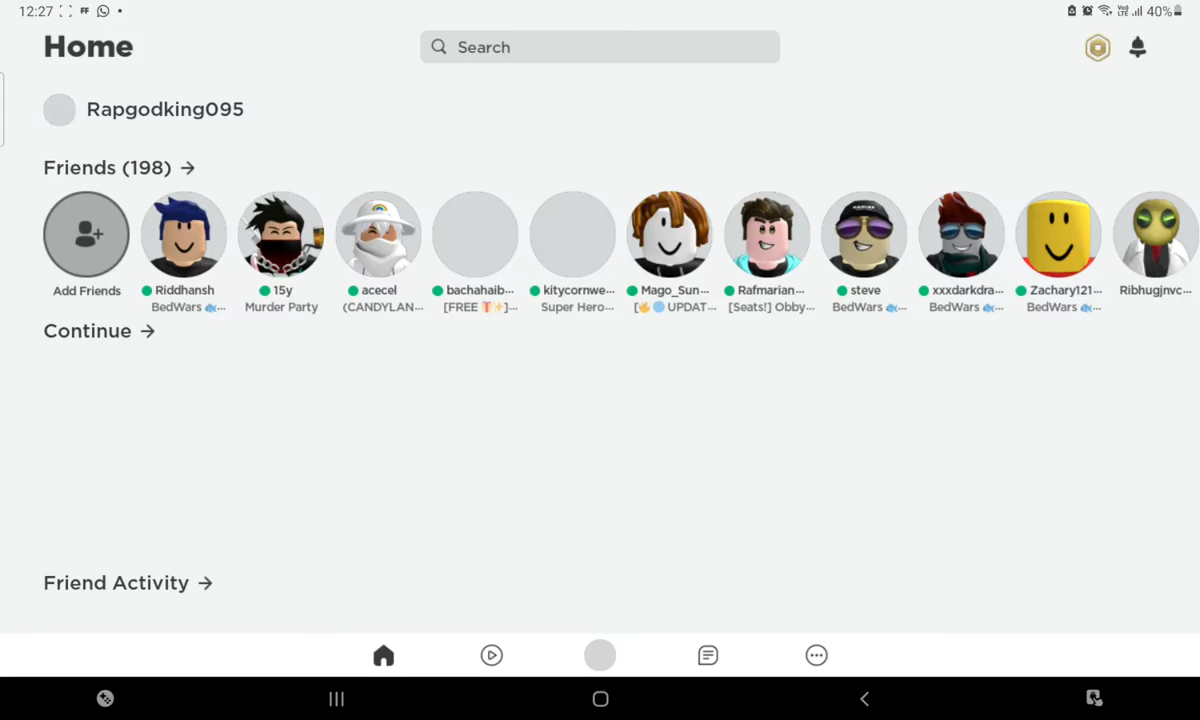 12:27
40%
Home
Search
Rapgodking095
Friends (198)
Add Friends
Riddhansh
15y
acecel
bachahaib...
kitycornwe...
Mago_Sun...
Rafmarian...
steve
xxxdarkdra...
Zachary121...
Ribhugjnvc...
BedWars 🐟...
Murder Party
(CANDYLAN...
[FREE 🎁✨]...
Super Hero...
[🔥🔵 UPDAT...
[Seats!] Obby...
BedWars 🐟...
BedWars 🐟...
BedWars 🐟...
Continue
Friend Activity